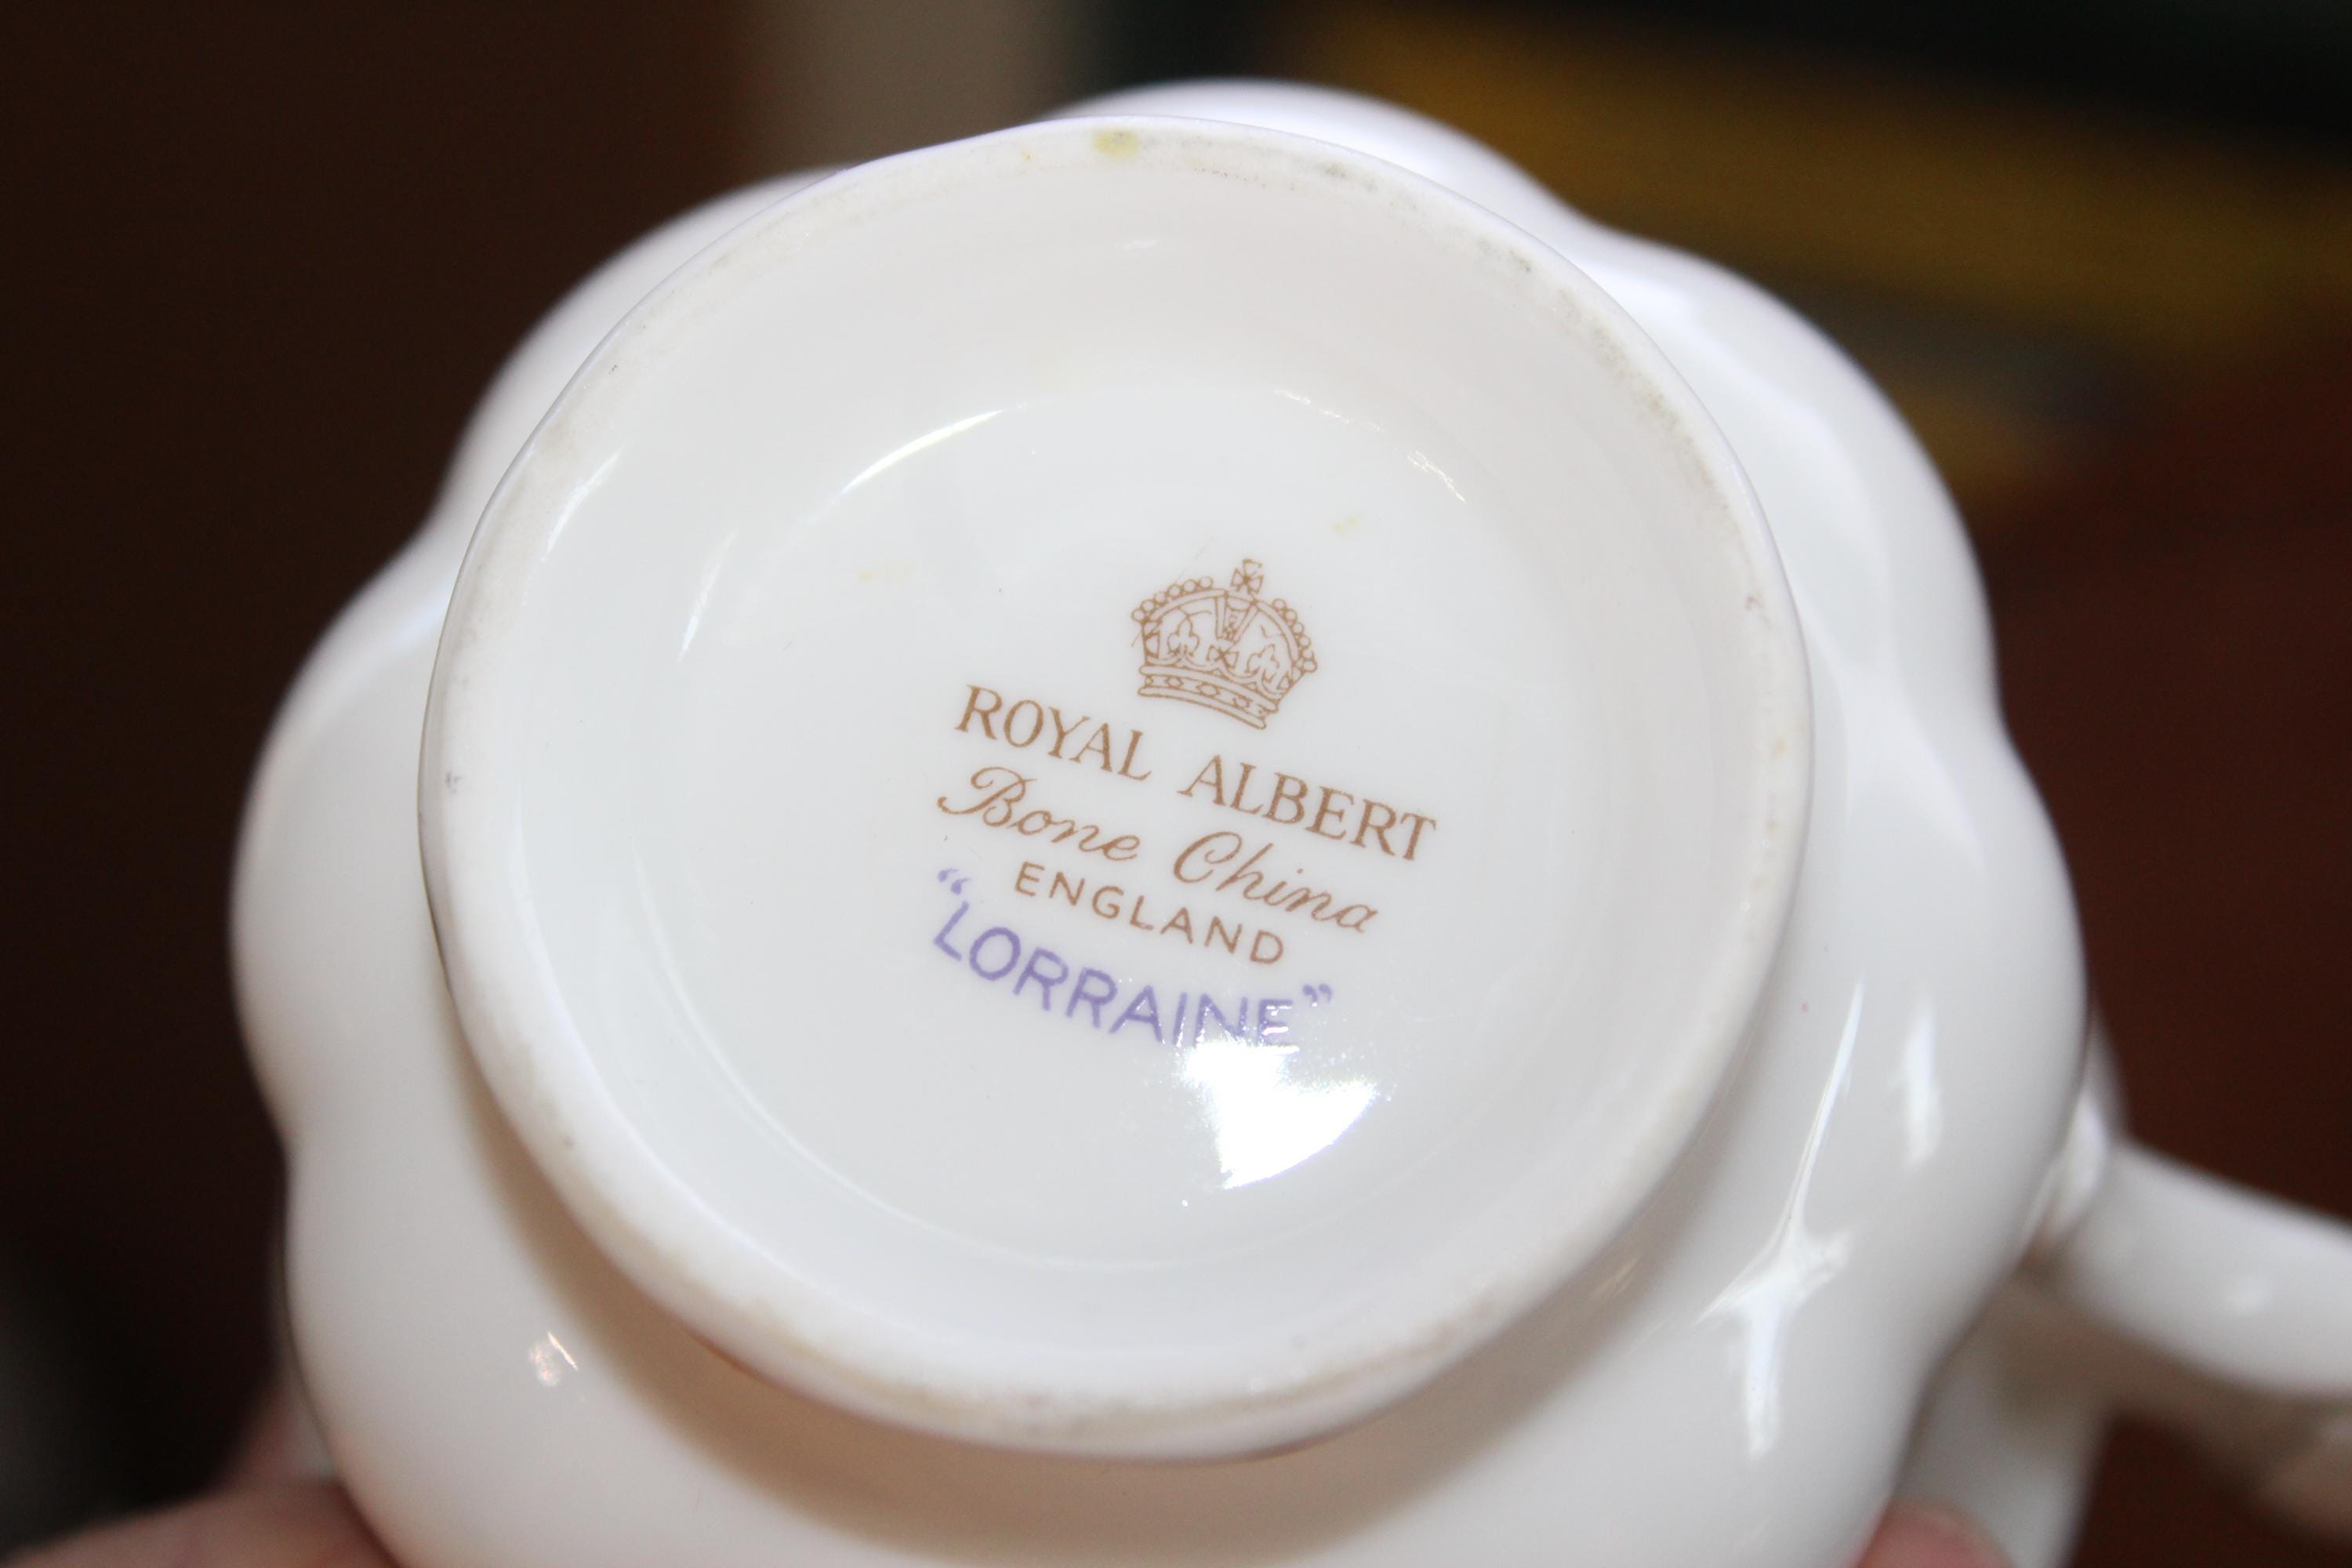 ROYAL ALBERT
Bone China
ENGLAND
“LORRAINE”